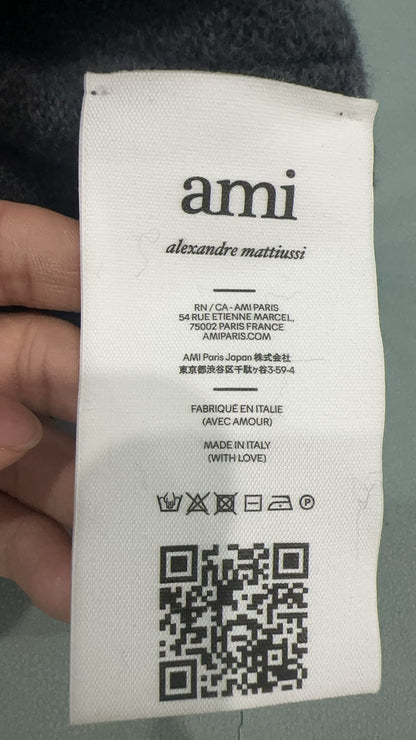 ami
alexandre mattiussi
RN / CA - AMI PARIS
54 RUE ETIENNE MARCEL,
75002 PARIS FRANCE
AMIPARIS.COM
AMI Paris Japan 株式会社
東京都渋谷区千駄ヶ谷3-59-4
FABRIQUÉ EN ITALIE
(AVEC AMOUR)
MADE IN ITALY
(WITH LOVE)
P